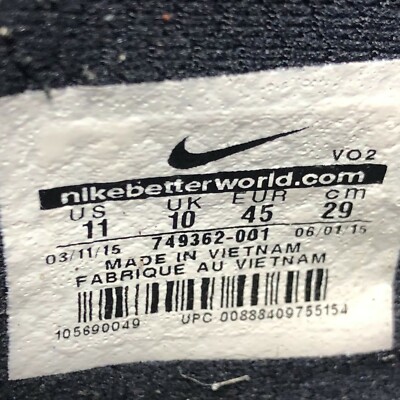 VO2
nikebetterworld.com
US UK EUR cm
11 10 45 29
03/11/15 749362-001 06/01/15
MADE IN VIETNAM
FABRIQUE AU VIETNAM
105690049 UPC 00888409755154